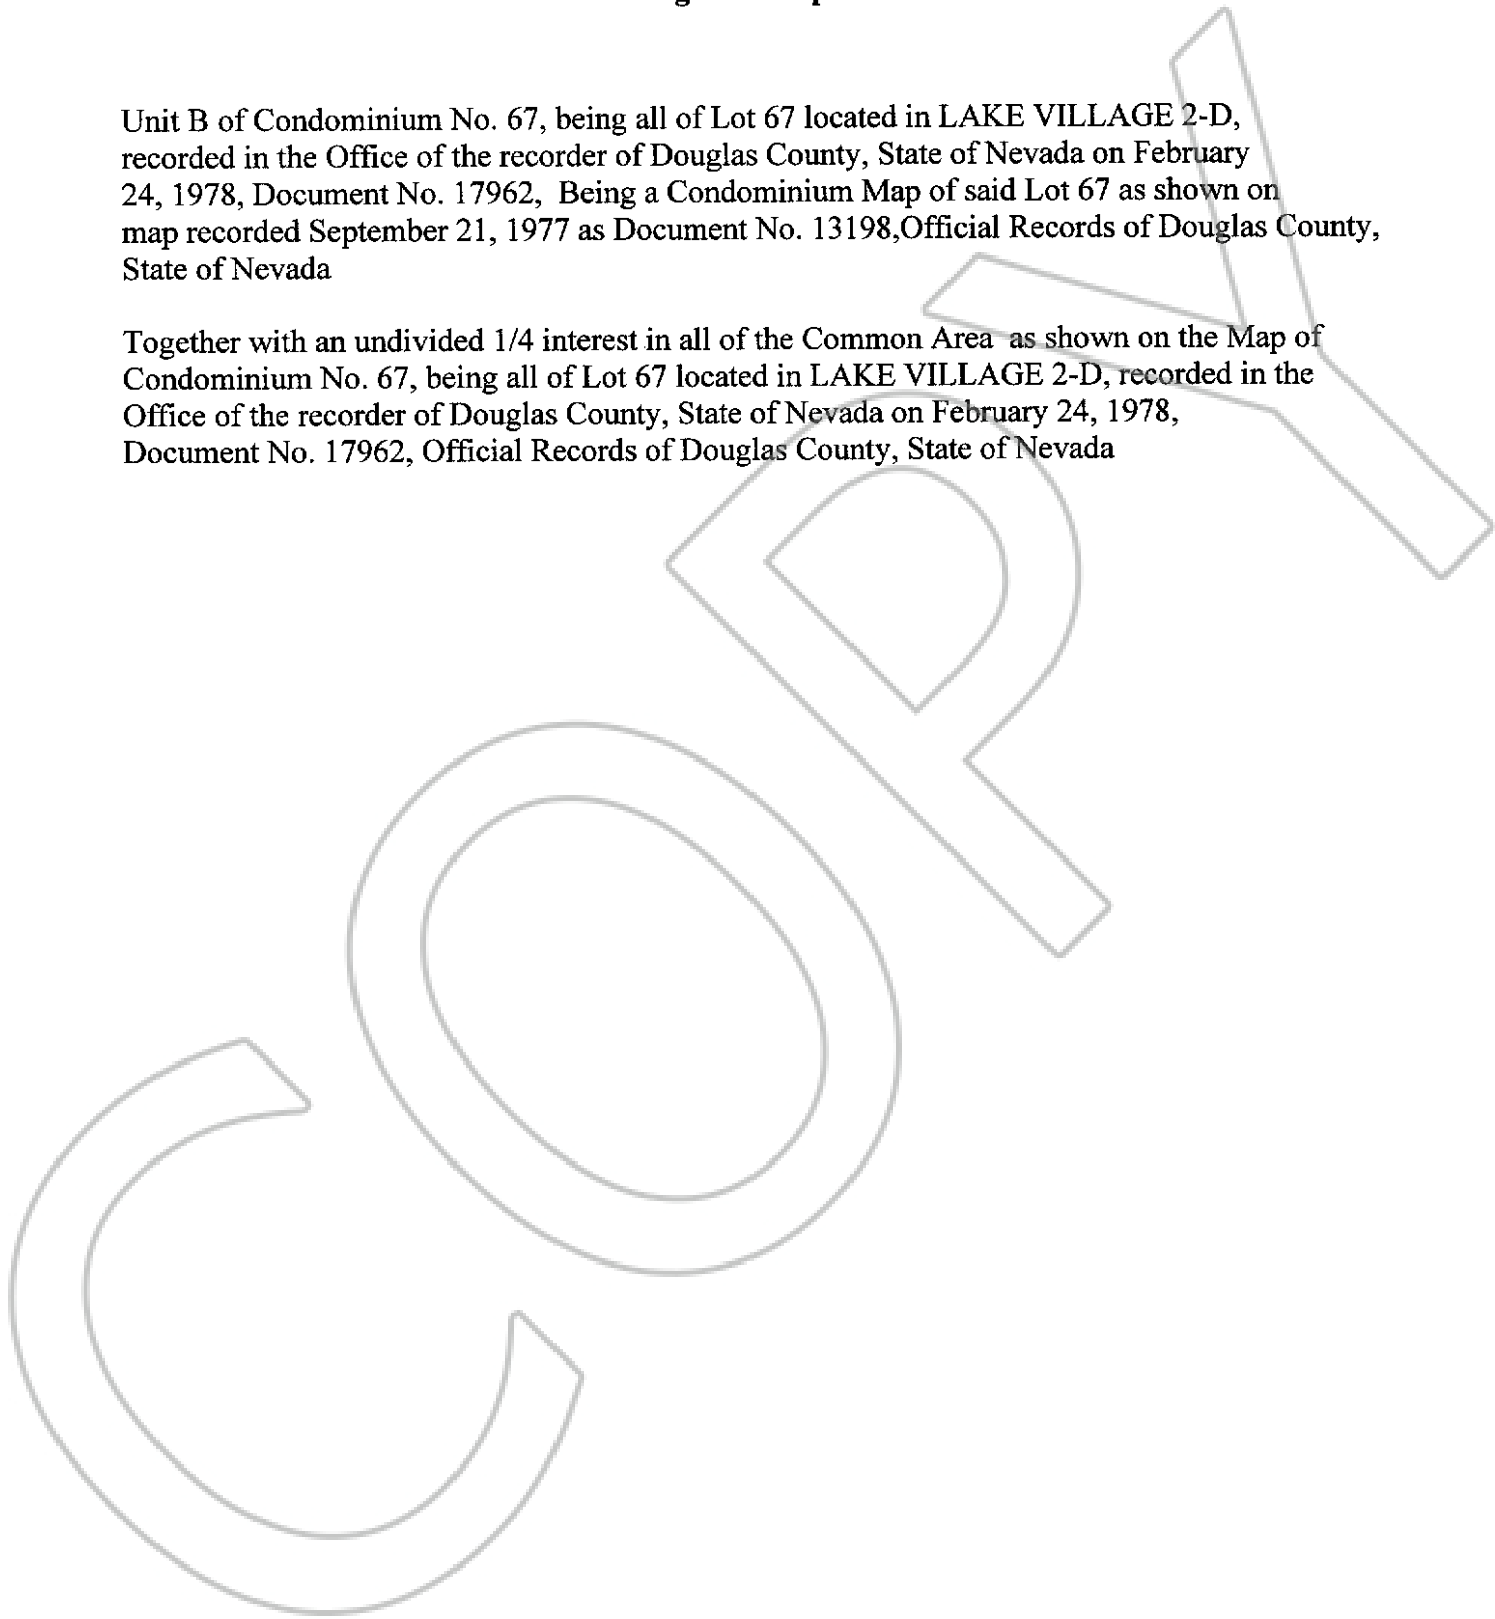 Unit B of Condominium No. 67, being all of Lot 67 located in LAKE VILLAGE 2-D,
recorded in the Office of the recorder of Douglas County, State of Nevada on February
24, 1978, Document No. 17962,  Being a Condominium Map of said Lot 67 as shown on
map recorded September 21, 1977 as Document No. 13198,Official Records of Douglas County,
State of Nevada
Together with an undivided 1/4 interest in all of the Common Area  as shown on the Map of
Condominium No. 67, being all of Lot 67 located in LAKE VILLAGE 2-D, recorded in the
Office of the recorder of Douglas County, State of Nevada on February 24, 1978,
Document No. 17962, Official Records of Douglas County, State of Nevada
COPY